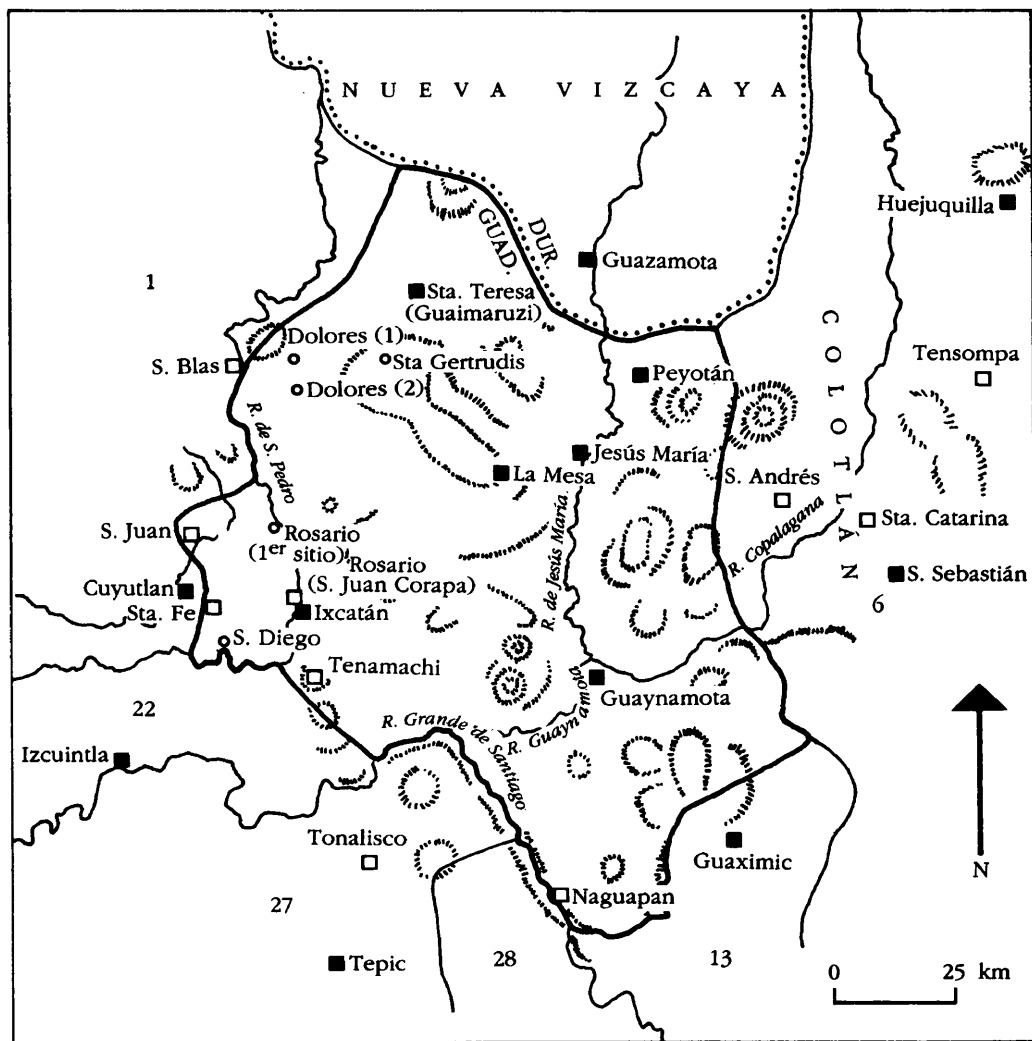 NUEVA VIZCAYA
Huejuquilla
GUAD.
DUR.
Guazamota
1
Sta. Teresa
(Guaimaruzi)
COLOTLÁN
Dolores (1)
S. Blas
Sta Gertrudis
Tensompa
Dolores (2)
Peyotán
R. de S. Pedro
Jesús María
La Mesa
S. Andrés
S. Juan
Rosario
(1er sitio)
Sta. Catarina
R. de Jesús María
R. Copalagana
Rosario
(S. Juan Corapa)
S. Sebastián
Cuyutlan
6
Sta. Fe
Ixcatán
S. Diego
Tenamachi
Guaynamota
22
R. Grande de Santiago
R. Guaynamota
Izcuintla
Tonalisco
Guaximic
N
27
Naguapan
Tepic
28
13
0 25 km